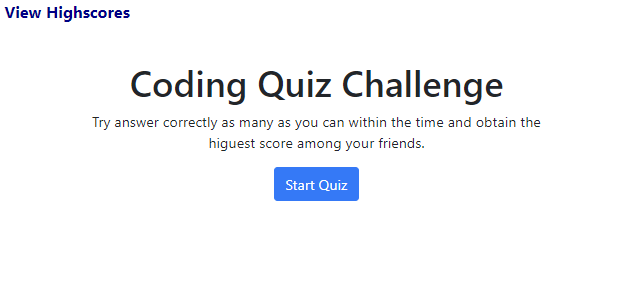 View Highscores
Coding Quiz Challenge
Try answer correctly as many as you can within the time and obtain the
higuest score among your friends.
Start Quiz